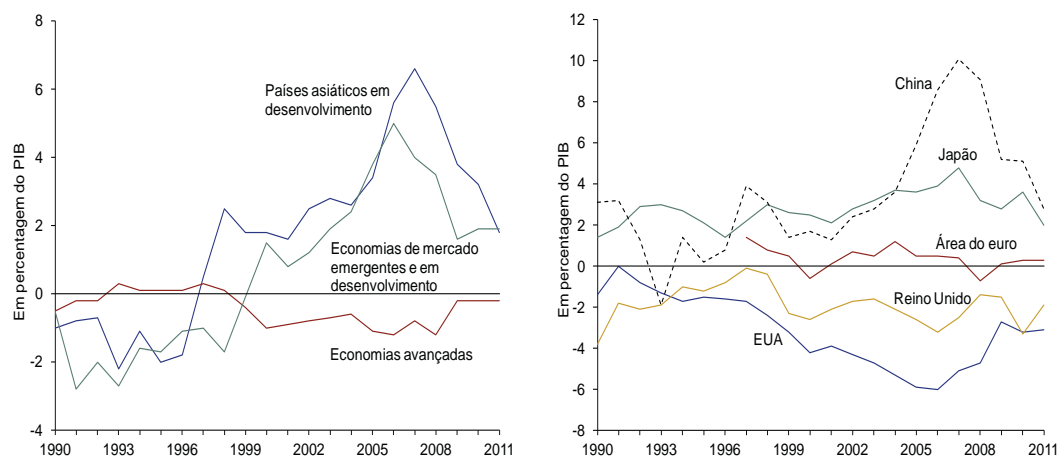 Em percentagem do PIB
8
6
4
2
0
-2
-4
Países asiáticos em
desenvolvimento
Economias de mercado
emergentes e em
desenvolvimento
Economias avançadas
1990 1993 1996 1999 2002 2005 2008 2011
Em percentagem do PIB
12
10
8
6
4
2
0
-2
-4
-6
-8
China
Japão
Área do euro
Reino Unido
EUA
1990 1993 1996 1999 2002 2005 2008 2011